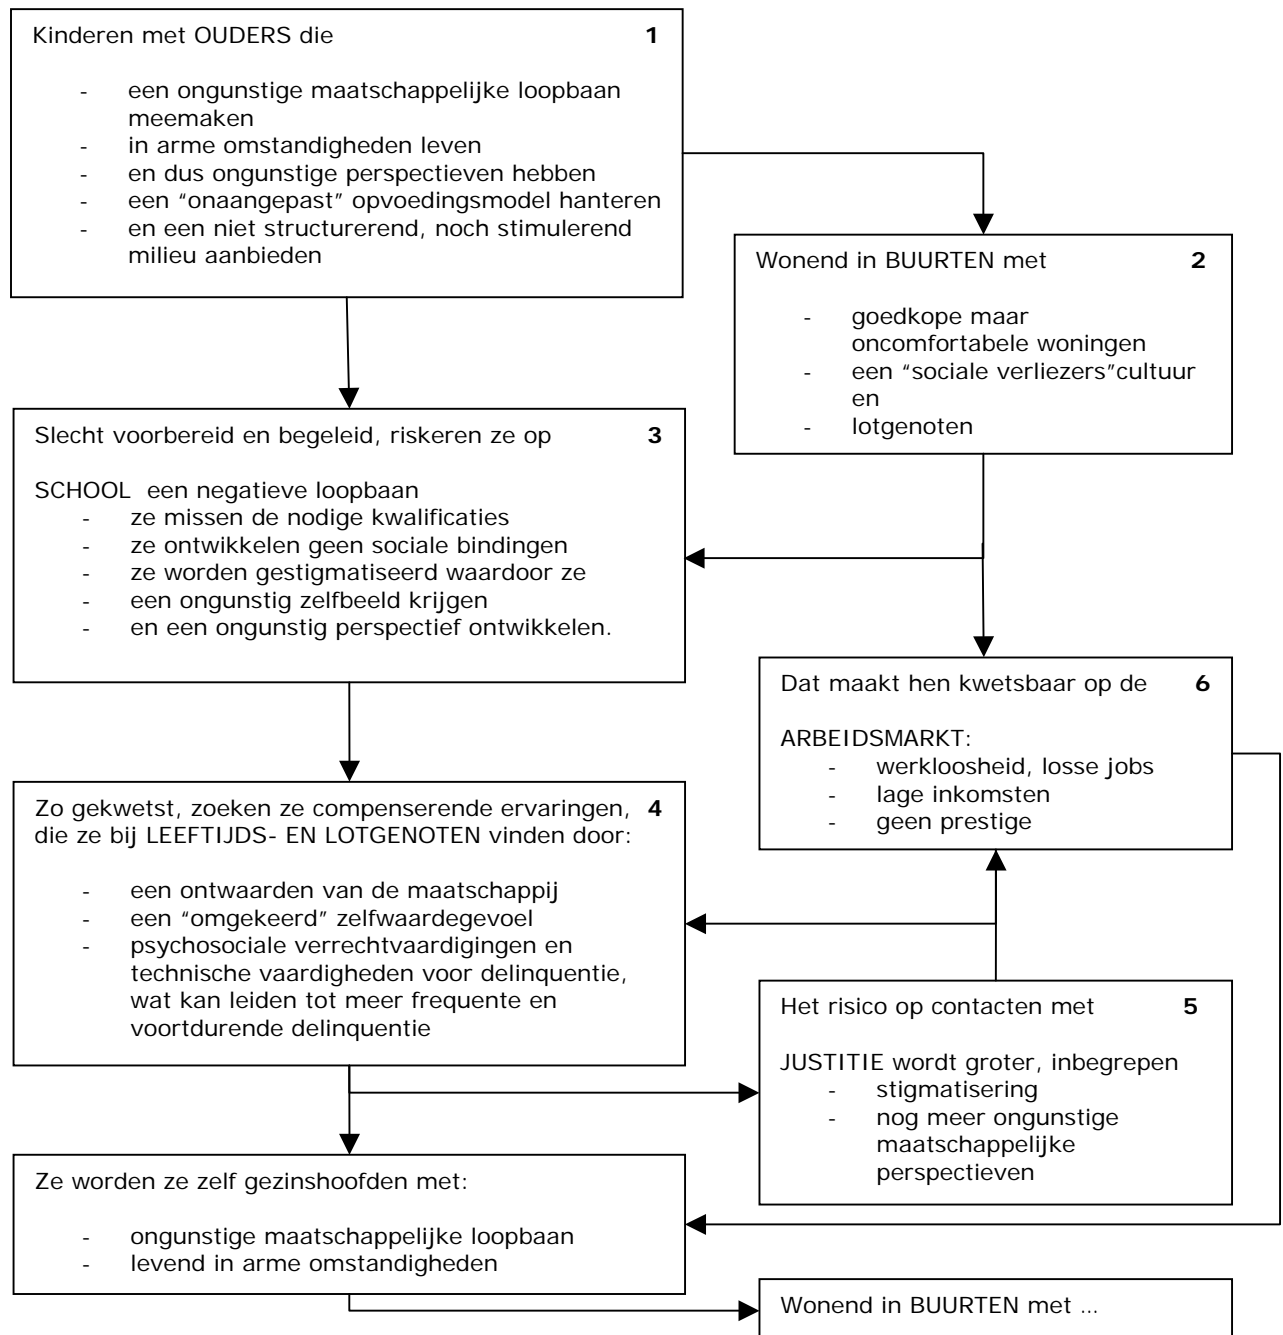 Kinderen met OUDERS die 1
- een ongunstige maatschappelijke loopbaan
meemaken
- in arme omstandigheden leven
- en dus ongunstige perspectieven hebben
- een “onaangepast” opvoedingsmodel hanteren
- en een niet structurerend, noch stimulerend
milieu aanbieden
Wonend in BUURTEN met 2
- goedkope maar
oncomfortabele woningen
- een “sociale verliezers”cultuur
en
- lotgenoten
Slecht voorbereid en begeleid, riskeren ze op 3
SCHOOL een negatieve loopbaan
- ze missen de nodige kwalificaties
- ze ontwikkelen geen sociale bindingen
- ze worden gestigmatiseerd waardoor ze
- een ongunstig zelfbeeld krijgen
- en een ongunstig perspectief ontwikkelen.
Zo gekwetst, zoeken ze compenserende ervaringen, 4
die ze bij LEEFTIJDS- EN LOTGENOTEN vinden door:
- een ontwaarden van de maatschappij
- een “omgekeerd” zelfwaardegevoel
- psychosociale verrechtvaardigingen en
technische vaardigheden voor delinquentie,
wat kan leiden tot meer frequente en
voortdurende delinquentie
Het risico op contacten met 5
JUSTITIE wordt groter, inbegrepen
- stigmatisering
- nog meer ongunstige
maatschappelijke
perspectieven
Dat maakt hen kwetsbaar op de 6
ARBEIDSMARKT:
- werkloosheid, losse jobs
- lage inkomsten
- geen prestige
Ze worden ze zelf gezinshoofden met:
- ongunstige maatschappelijke loopbaan
- levend in arme omstandigheden
Wonend in BUURTEN met …